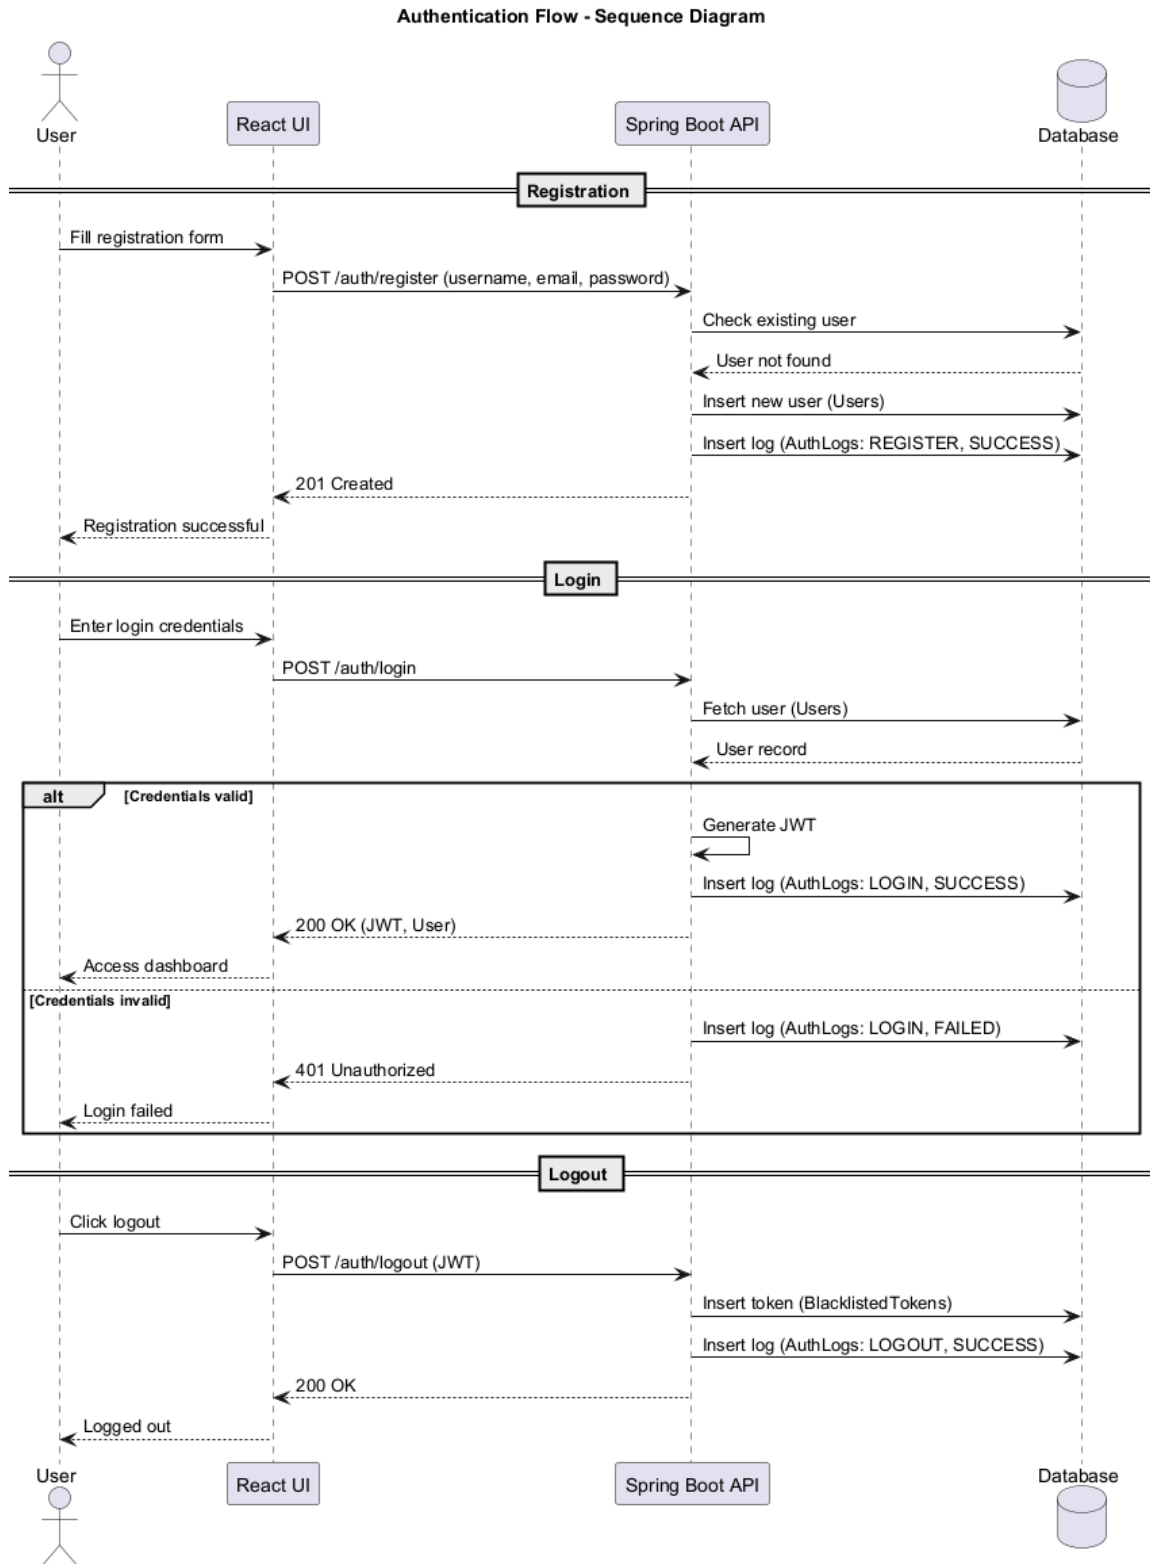 Authentication Flow - Sequence Diagram
User
React UI
Spring Boot API
Database
Registration
Fill registration form
POST /auth/register (username, email, password)
Check existing user
User not found
Insert new user (Users)
Insert log (AuthLogs: REGISTER, SUCCESS)
201 Created
Registration successful
Login
Enter login credentials
POST /auth/login
Fetch user (Users)
User record
alt [Credentials valid]
Generate JWT
Insert log (AuthLogs: LOGIN, SUCCESS)
200 OK (JWT, User)
Access dashboard
[Credentials invalid]
Insert log (AuthLogs: LOGIN, FAILED)
401 Unauthorized
Login failed
Logout
Click logout
POST /auth/logout (JWT)
Insert token (BlacklistedTokens)
Insert log (AuthLogs: LOGOUT, SUCCESS)
200 OK
Logged out
User
React UI
Spring Boot API
Database